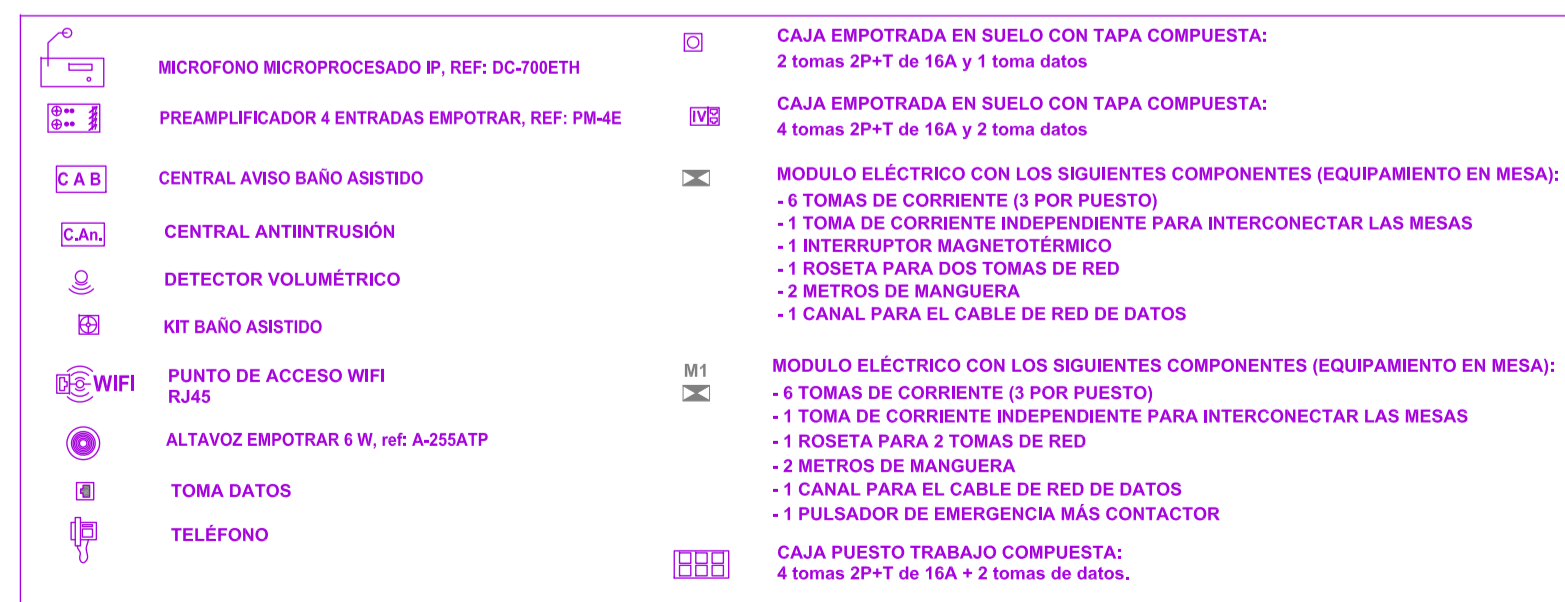 MICROFONO MICROPROCESADO IP, REF: DC-700ETH
PREAMPLIFICADOR 4 ENTRADAS EMPOTRAR, REF: PM-4E
C A B
CENTRAL AVISO BAÑO ASISTIDO
C.An.
CENTRAL ANTIINTRUSIÓN
DETECTOR VOLUMÉTRICO
KIT BAÑO ASISTIDO
WIFI
PUNTO DE ACCESO WIFI
RJ45
ALTAVOZ EMPOTRAR 6 W, ref: A-255ATP
TOMA DATOS
TELÉFONO
CAJA EMPOTRADA EN SUELO CON TAPA COMPUESTA:
2 tomas 2P+T de 16A y 1 toma datos
IV
CAJA EMPOTRADA EN SUELO CON TAPA COMPUESTA:
4 tomas 2P+T de 16A y 2 toma datos
MODULO ELÉCTRICO CON LOS SIGUIENTES COMPONENTES (EQUIPAMIENTO EN MESA):
- 6 TOMAS DE CORRIENTE (3 POR PUESTO)
- 1 TOMA DE CORRIENTE INDEPENDIENTE PARA INTERCONECTAR LAS MESAS
- 1 INTERRUPTOR MAGNETOTÉRMICO
- 1 ROSETA PARA DOS TOMAS DE RED
- 2 METROS DE MANGUERA
- 1 CANAL PARA EL CABLE DE RED DE DATOS
M1
MODULO ELÉCTRICO CON LOS SIGUIENTES COMPONENTES (EQUIPAMIENTO EN MESA):
- 6 TOMAS DE CORRIENTE (3 POR PUESTO)
- 1 TOMA DE CORRIENTE INDEPENDIENTE PARA INTERCONECTAR LAS MESAS
- 1 ROSETA PARA 2 TOMAS DE RED
- 2 METROS DE MANGUERA
- 1 CANAL PARA EL CABLE DE RED DE DATOS
- 1 PULSADOR DE EMERGENCIA MÁS CONTACTOR
CAJA PUESTO TRABAJO COMPUESTA:
4 tomas 2P+T de 16A + 2 tomas de datos.